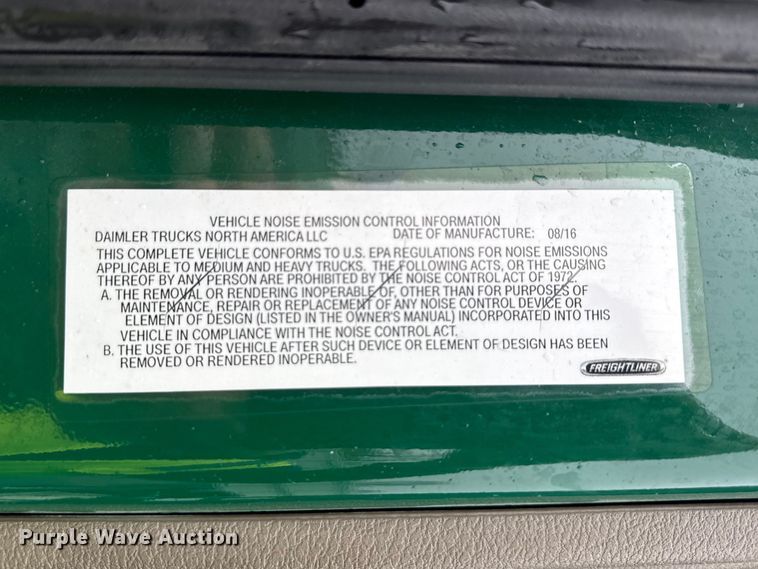 VEHICLE NOISE EMISSION CONTROL INFORMATION
DAIMLER TRUCKS NORTH AMERICA LLC DATE OF MANUFACTURE: 08/16
THIS COMPLETE VEHICLE CONFORMS TO U.S. EPA REGULATIONS FOR NOISE EMISSIONS
APPLICABLE TO MEDIUM AND HEAVY TRUCKS. THE FOLLOWING ACTS, OR THE CAUSING
THEREOF BY ANY PERSON ARE PROHIBITED BY THE NOISE CONTROL ACT OF 1972.
A. THE REMOVAL OR RENDERING INOPERABLE OF, OTHER THAN FOR PURPOSES OF
MAINTENANCE, REPAIR OR REPLACEMENT OF ANY NOISE CONTROL DEVICE OR
ELEMENT OF DESIGN (LISTED IN THE OWNER'S MANUAL) INCORPORATED INTO THIS
VEHICLE IN COMPLIANCE WITH THE NOISE CONTROL ACT.
B. THE USE OF THIS VEHICLE AFTER SUCH DEVICE OR ELEMENT OF DESIGN HAS BEEN
REMOVED OR RENDERED INOPERABLE.
FREIGHTLINER
Purple Wave Auction